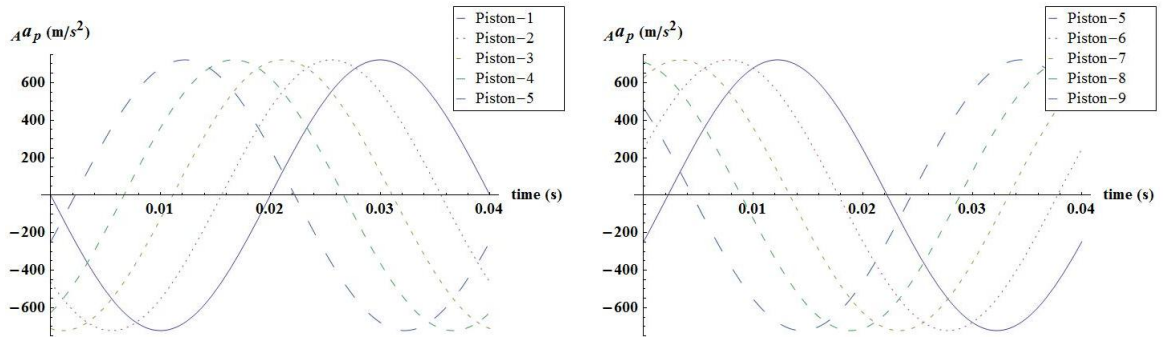 A a p (m/s²)
600
400
200
−200
−400
−600
0.01
0.02
0.03
0.04
time (s)
Piston−1
Piston−2
Piston−3
Piston−4
Piston−5
A a p (m/s²)
600
400
200
−200
−400
−600
0.01
0.02
0.03
0.04
time (s)
Piston−5
Piston−6
Piston−7
Piston−8
Piston−9